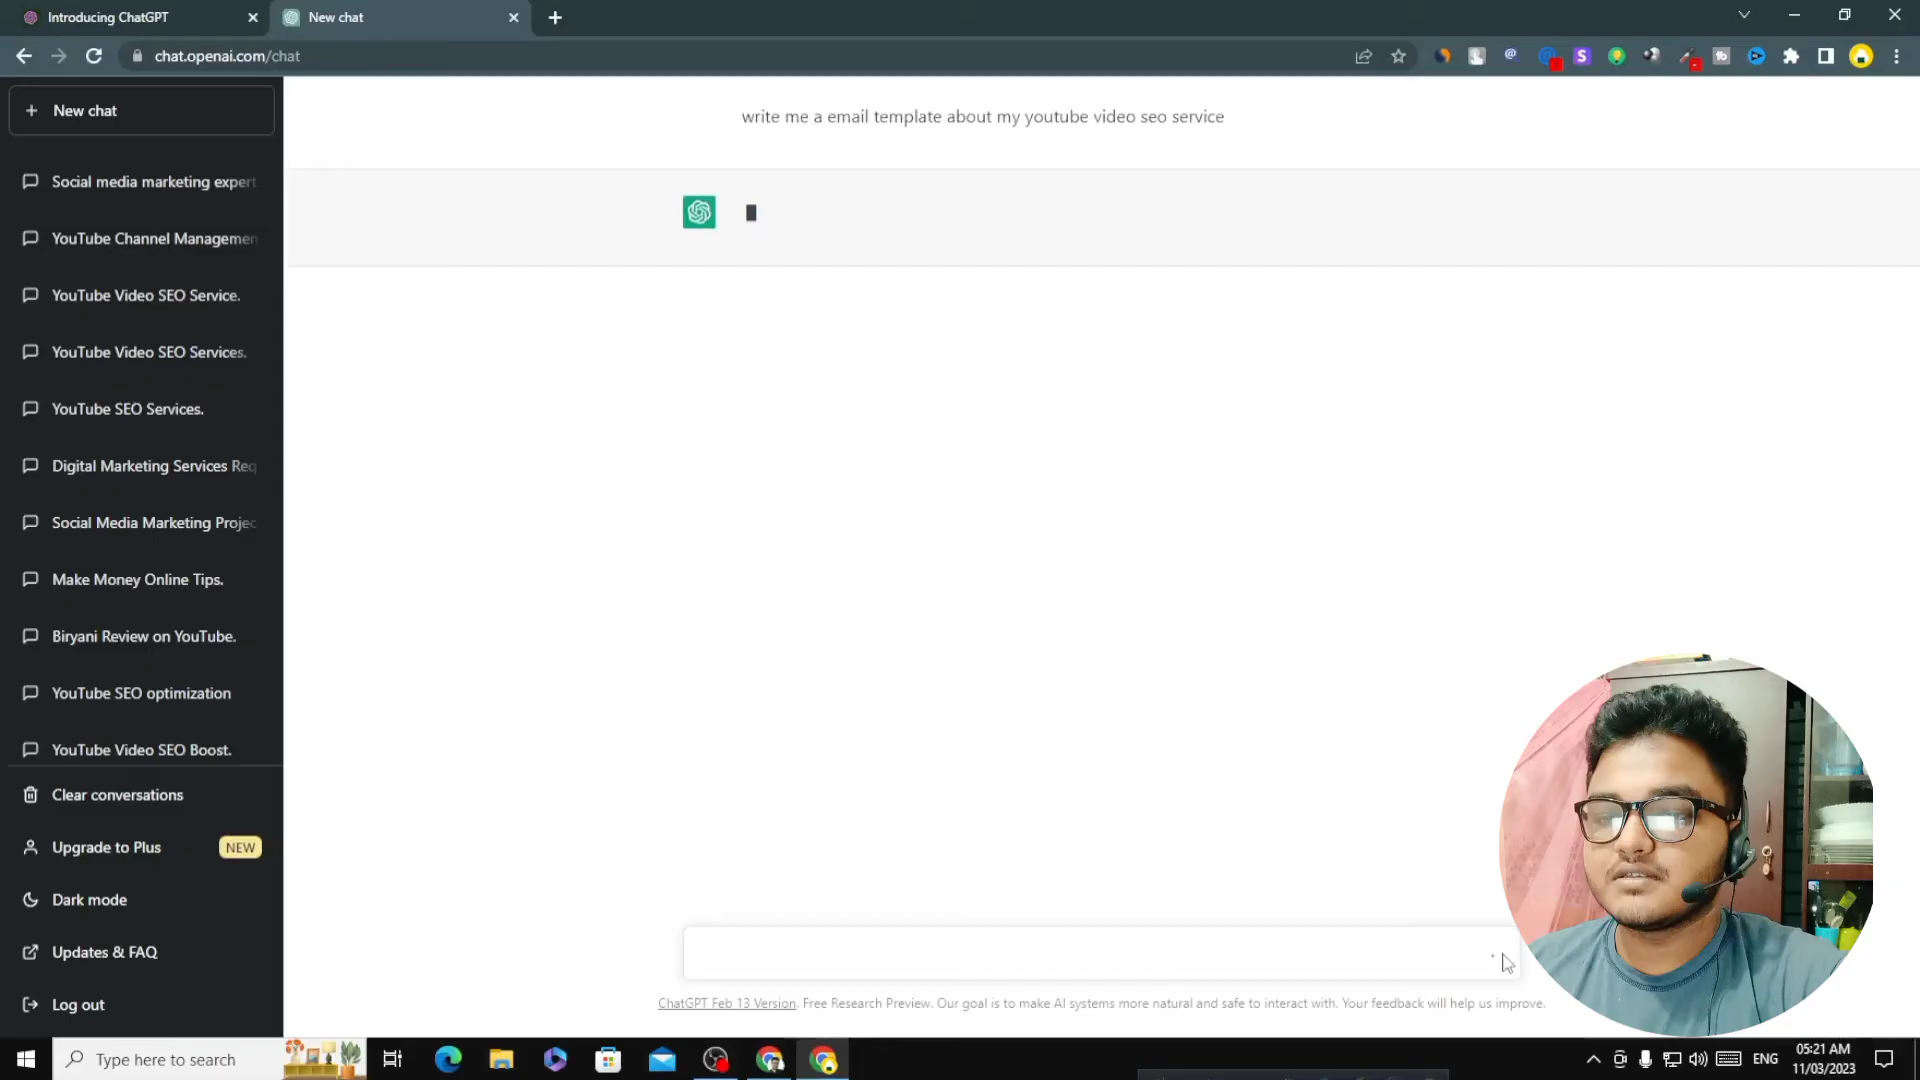 Introducing ChatGPT
New chat
chat.openai.com/chat
New chat
Social media marketing expert
YouTube Channel Managemen
YouTube Video SEO Service.
YouTube Video SEO Services.
YouTube SEO Services.
Digital Marketing Services Req
Social Media Marketing Projec
Make Money Online Tips.
Biryani Review on YouTube.
YouTube SEO optimization
YouTube Video SEO Boost.
Clear conversations
Upgrade to Plus NEW
Dark mode
Updates & FAQ
Log out
write me a email template about my youtube video seo service
ChatGPT Feb 13 Version. Free Research Preview. Our goal is to make AI systems more natural and safe to interact with. Your feedback will help us improve.
Type here to search
ENG
05:21 AM
11/03/2023